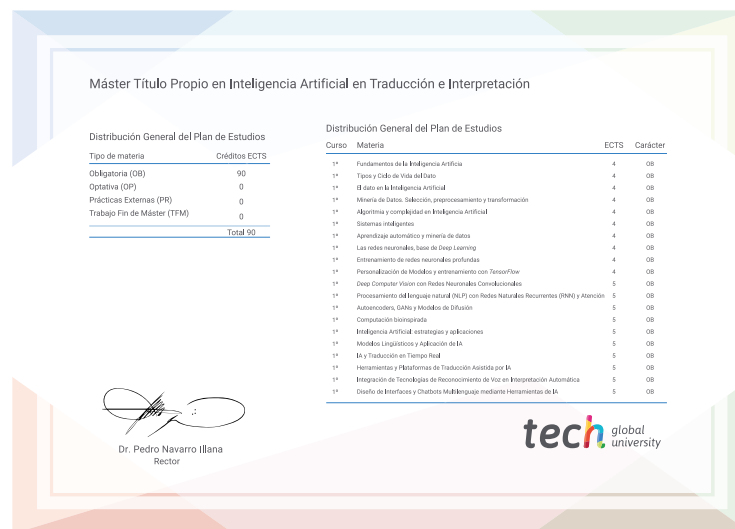 Máster Título Propio en Inteligencia Artificial en Traducción e Interpretación
Distribución General del Plan de Estudios
Tipo de materia Créditos ECTS
Obligatoria (OB) 90
Optativa (OP) 0
Prácticas Externas (PR) 0
Trabajo Fin de Máster (TFM) 0
Total 90
Distribución General del Plan de Estudios
Curso Materia ECTS Carácter
1º Fundamentos de la Inteligencia Artificia 4 OB
1º Tipos y Ciclo de Vida del Dato 4 OB
1º El dato en la Inteligencia Artificial 4 OB
1º Minería de Datos: Selección, preprocesamiento y transformación 4 OB
1º Algoritmia y complejidad en Inteligencia Artificial 4 OB
1º Sistemas inteligentes 4 OB
1º Aprendizaje automático y minería de datos 4 OB
1º Las redes neuronales, base de Deep Learning 4 OB
1º Entrenamiento de redes neuronales profundas 4 OB
1º Personalización de Modelos y entrenamiento con TensorFlow 4 OB
1º Deep Computer Vision con Redes Neuronales Convolucionales 5 OB
1º Procesamiento del lenguaje natural (NLP) con Redes Naturales Recurrentes (RNN) y Atención 5 OB
1º Autoencoders, GANs y Modelos de Difusión 5 OB
1º Computación bioinspirada 5 OB
1º Inteligencia Artificial: estrategias y aplicaciones 5 OB
1º Modelos Lingüísticos y Aplicación de IA 5 OB
1º IA y Traducción en Tiempo Real 5 OB
1º Herramientas y Plataformas de Traducción Asistida por IA 5 OB
1º Integración de Tecnologías de Reconocimiento de Voz en Interpretación Automática 5 OB
1º Diseño de Interfaces y Chatbots Multilenguaje mediante Herramientas de IA 5 OB
Dr. Pedro Navarro Illana
Rector
tech global
university